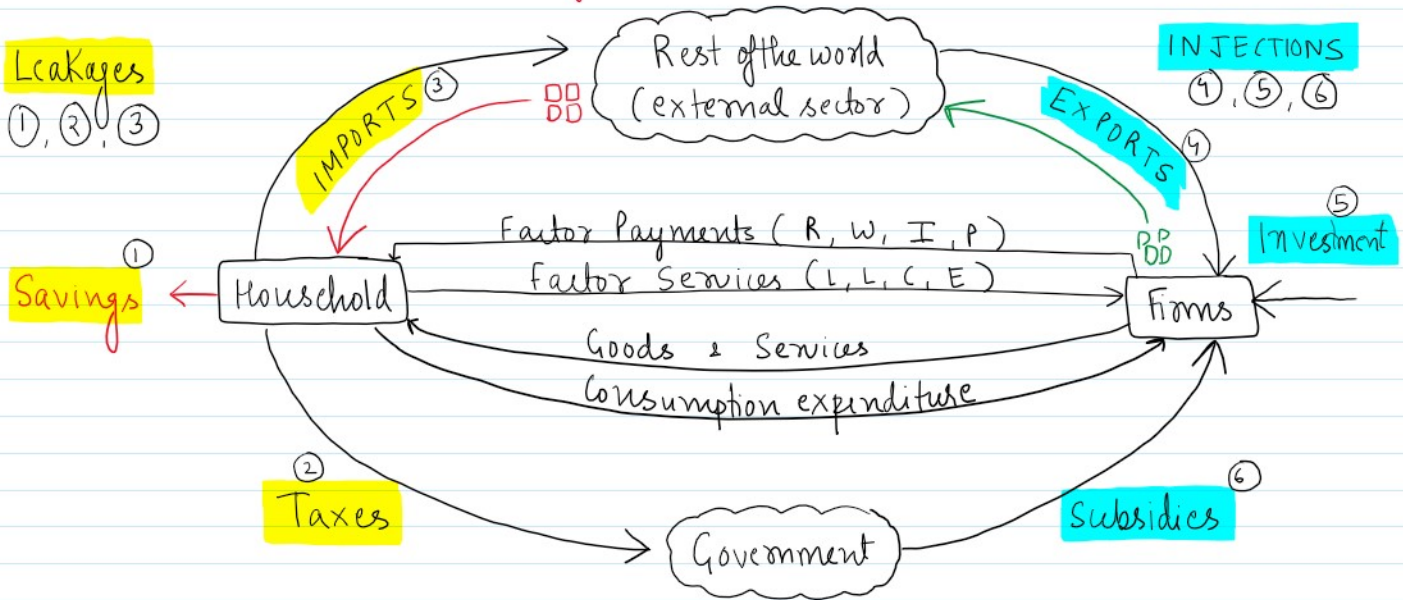 Leakages
①, ②, ③
Rest of the world
(external sector)
INJECTIONS
④, ⑤, ⑥
IMPORTS ③
EXPORTS
④
⑤
Investment
Factor Payments ( R, W, I, P )
Factor Services (L, L, C, E )
①
Savings
Household
Firms
Goods & Services
Consumption expenditure
②
Taxes
⑥
Subsidies
Government